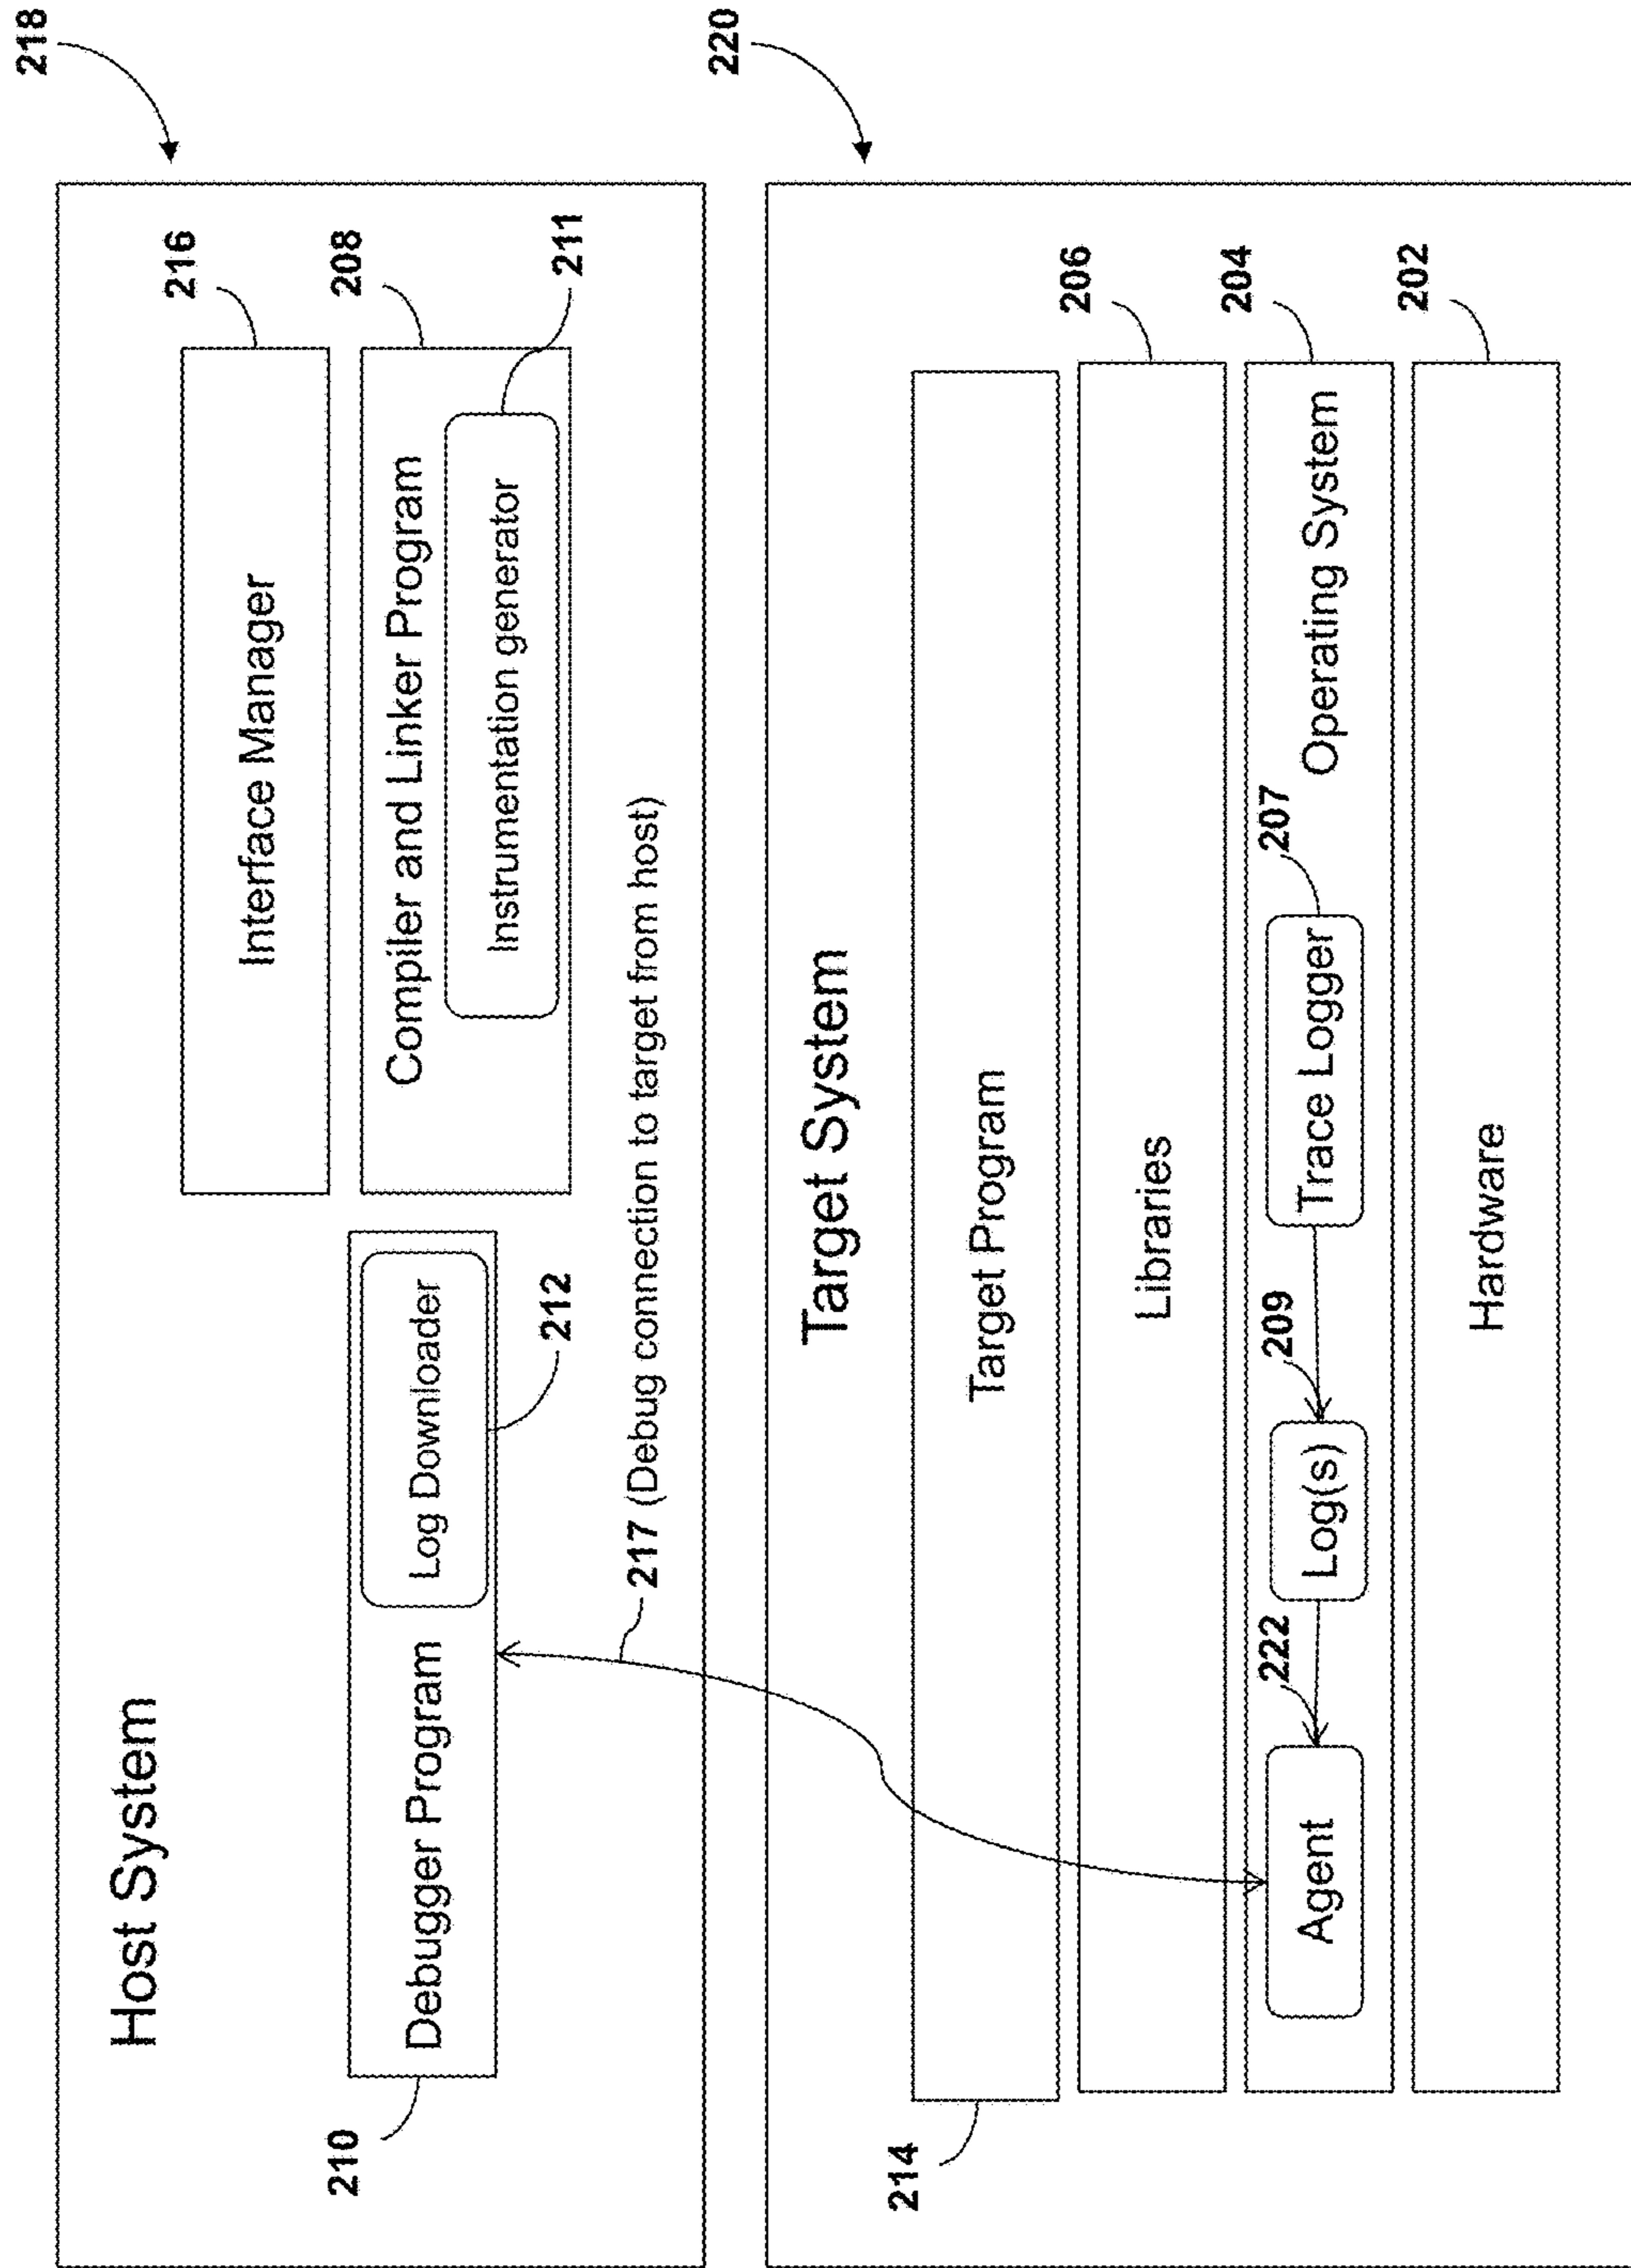 218
Host System
216
Interface Manager
210
Debugger Program
Log Downloader
212
208
Compiler and Linker Program
Instrumentation generator
211
217 (Debug connection to target from host)
220
Target System
214
Target Program
206
Libraries
204
Agent
222
Log(s)
209
Trace Logger
207
Operating System
202
Hardware